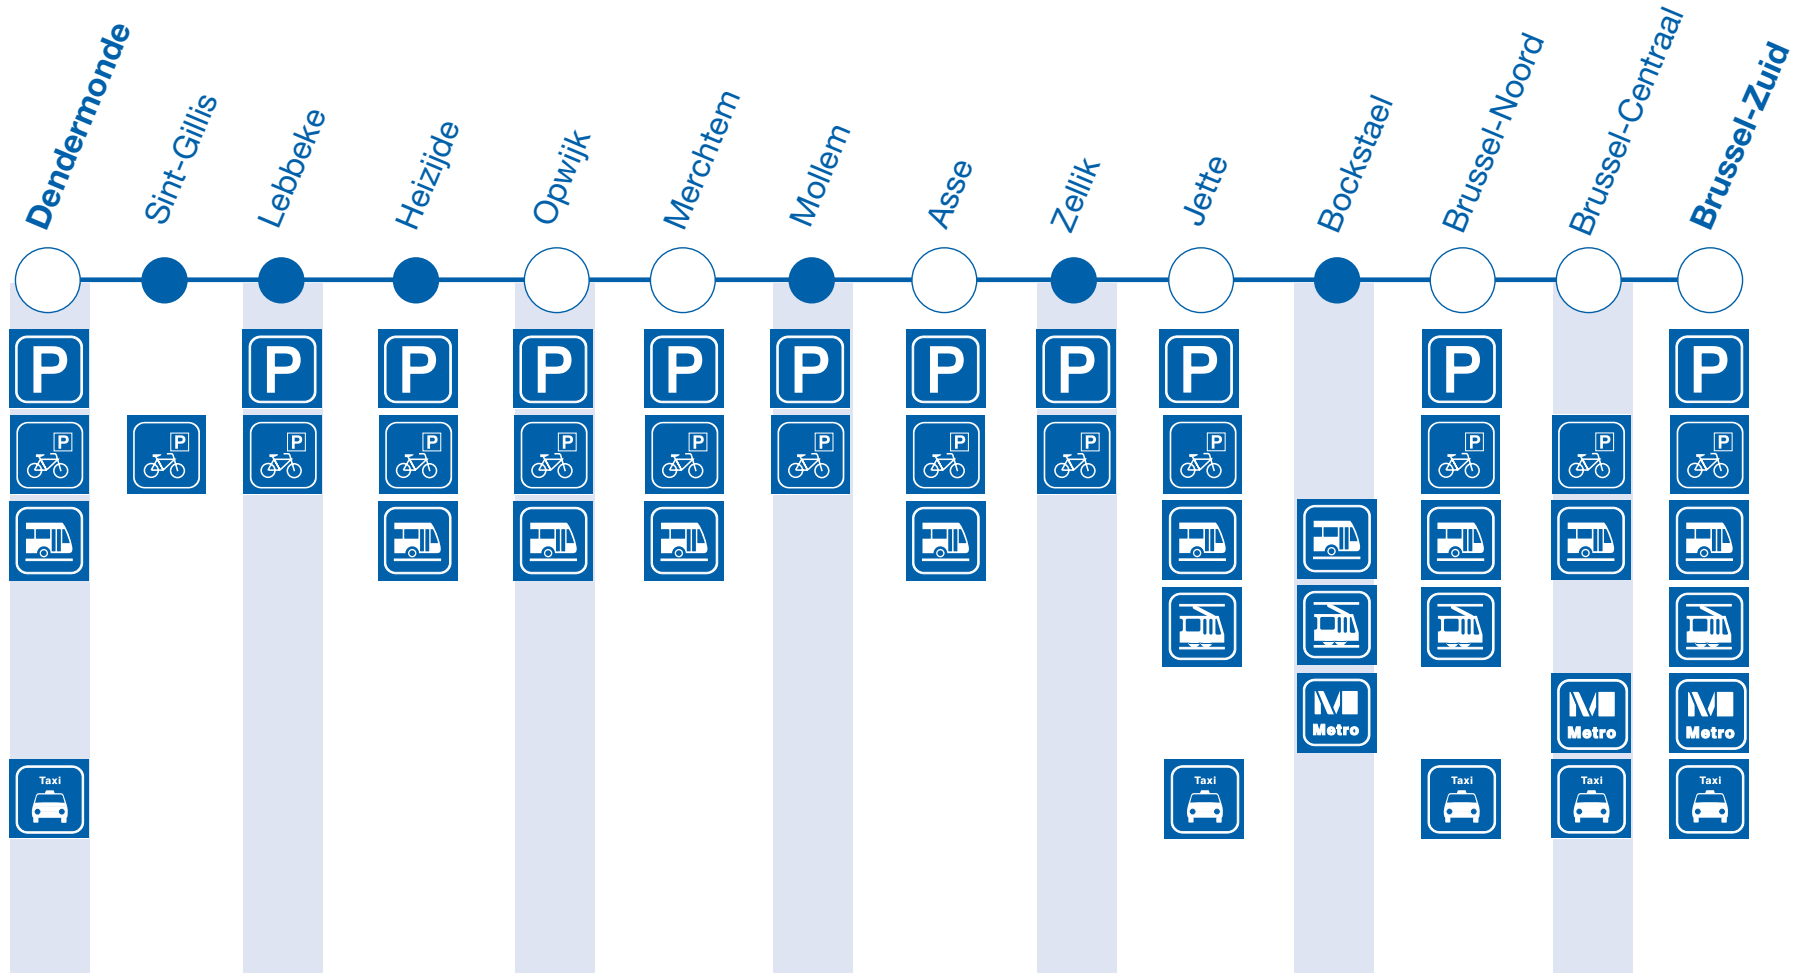 Dendermonde
Sint-Gillis
Lebbeke
Heizijde
Opwijk
Merchtem
Mollem
Asse
Zellik
Jette
Bockstael
Brussel-Noord
Brussel-Centraal
Brussel-Zuid
P P P P P P P P P P P
P P P P P P P P P P P P P
Metro Metro Metro
Taxi Taxi Taxi Taxi Taxi